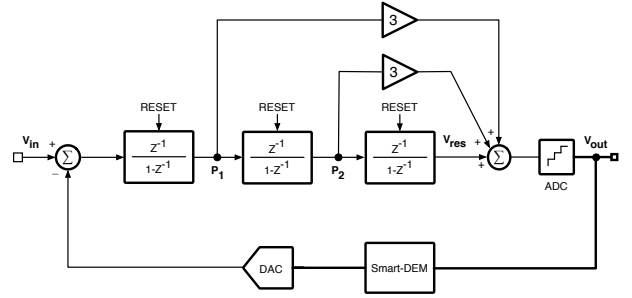 3
3
RESET RESET RESET
V_in + Σ Z^-1 / 1-Z^-1 P_1 Z^-1 / 1-Z^-1 P_2 Z^-1 / 1-Z^-1 V_res + + + Σ V_out
−
ADC
DAC Smart-DEM